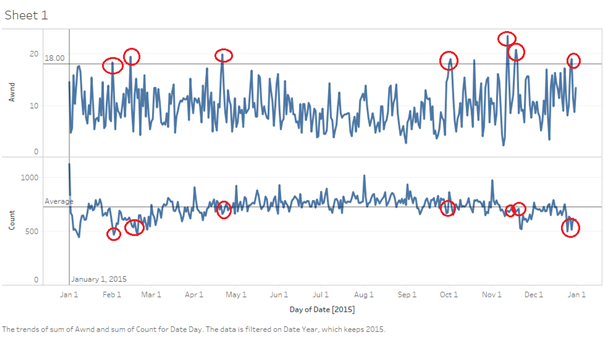 Sheet 1
20
18.00
Awnd
10
0
1000
Average
Count
500
January 1, 2015
0
Jan 1 Feb 1 Mar 1 Apr 1 May 1 Jun 1 Jul 1 Aug 1 Sep 1 Oct 1 Nov 1 Dec 1 Jan 1
Day of Date [2015]
The trends of sum of Awnd and sum of Count for Date Day. The data is filtered on Date Year, which keeps 2015.